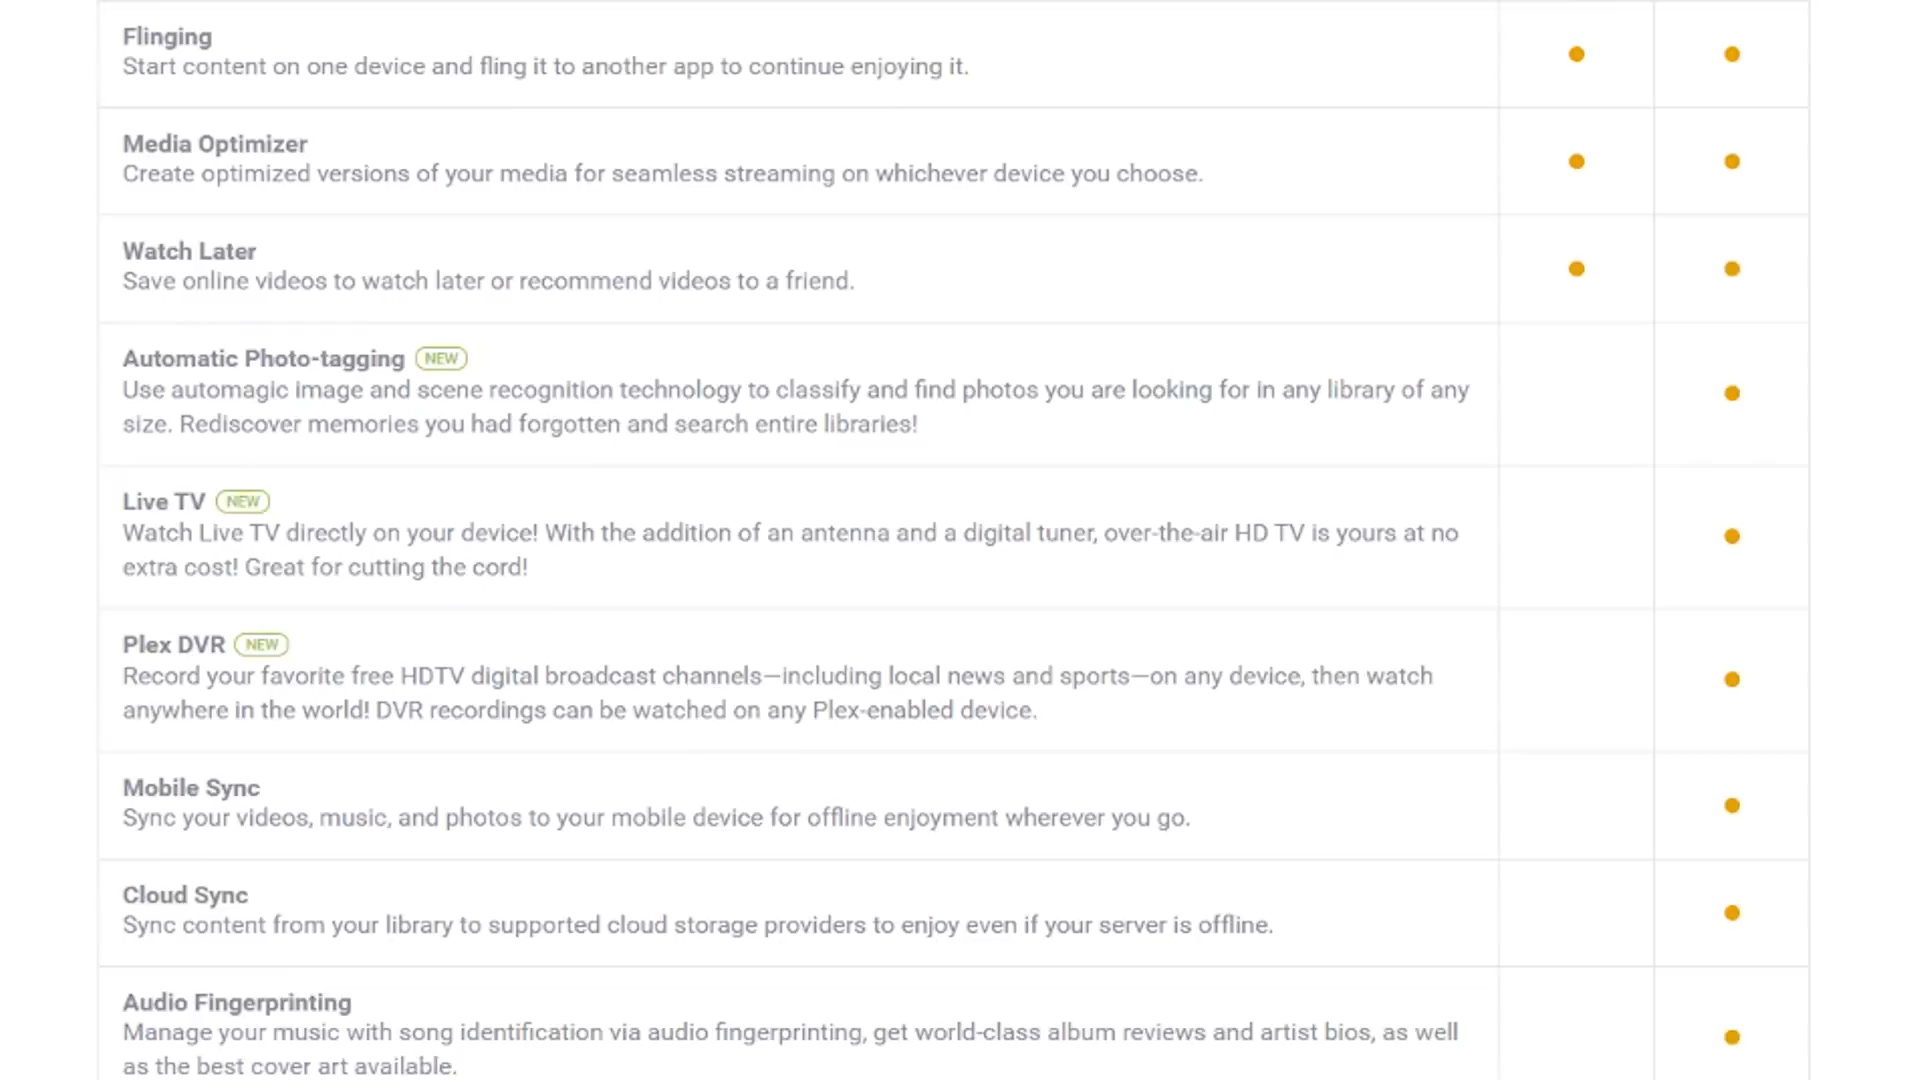 Flinging
Start content on one device and fling it to another app to continue enjoying it.
Media Optimizer
Create optimized versions of your media for seamless streaming on whichever device you choose.
Watch Later
Save online videos to watch later or recommend videos to a friend.
Automatic Photo-tagging NEW
Use automagic image and scene recognition technology to classify and find photos you are looking for in any library of any
size. Rediscover memories you had forgotten and search entire libraries!
Live TV NEW
Watch Live TV directly on your device! With the addition of an antenna and a digital tuner, over-the-air HD TV is yours at no
extra cost! Great for cutting the cord!
Plex DVR NEW
Record your favorite free HDTV digital broadcast channels—including local news and sports—on any device, then watch
anywhere in the world! DVR recordings can be watched on any Plex-enabled device.
Mobile Sync
Sync your videos, music, and photos to your mobile device for offline enjoyment wherever you go.
Cloud Sync
Sync content from your library to supported cloud storage providers to enjoy even if your server is offline.
Audio Fingerprinting
Manage your music with song identification via audio fingerprinting, get world-class album reviews and artist bios, as well
as the best cover art available.